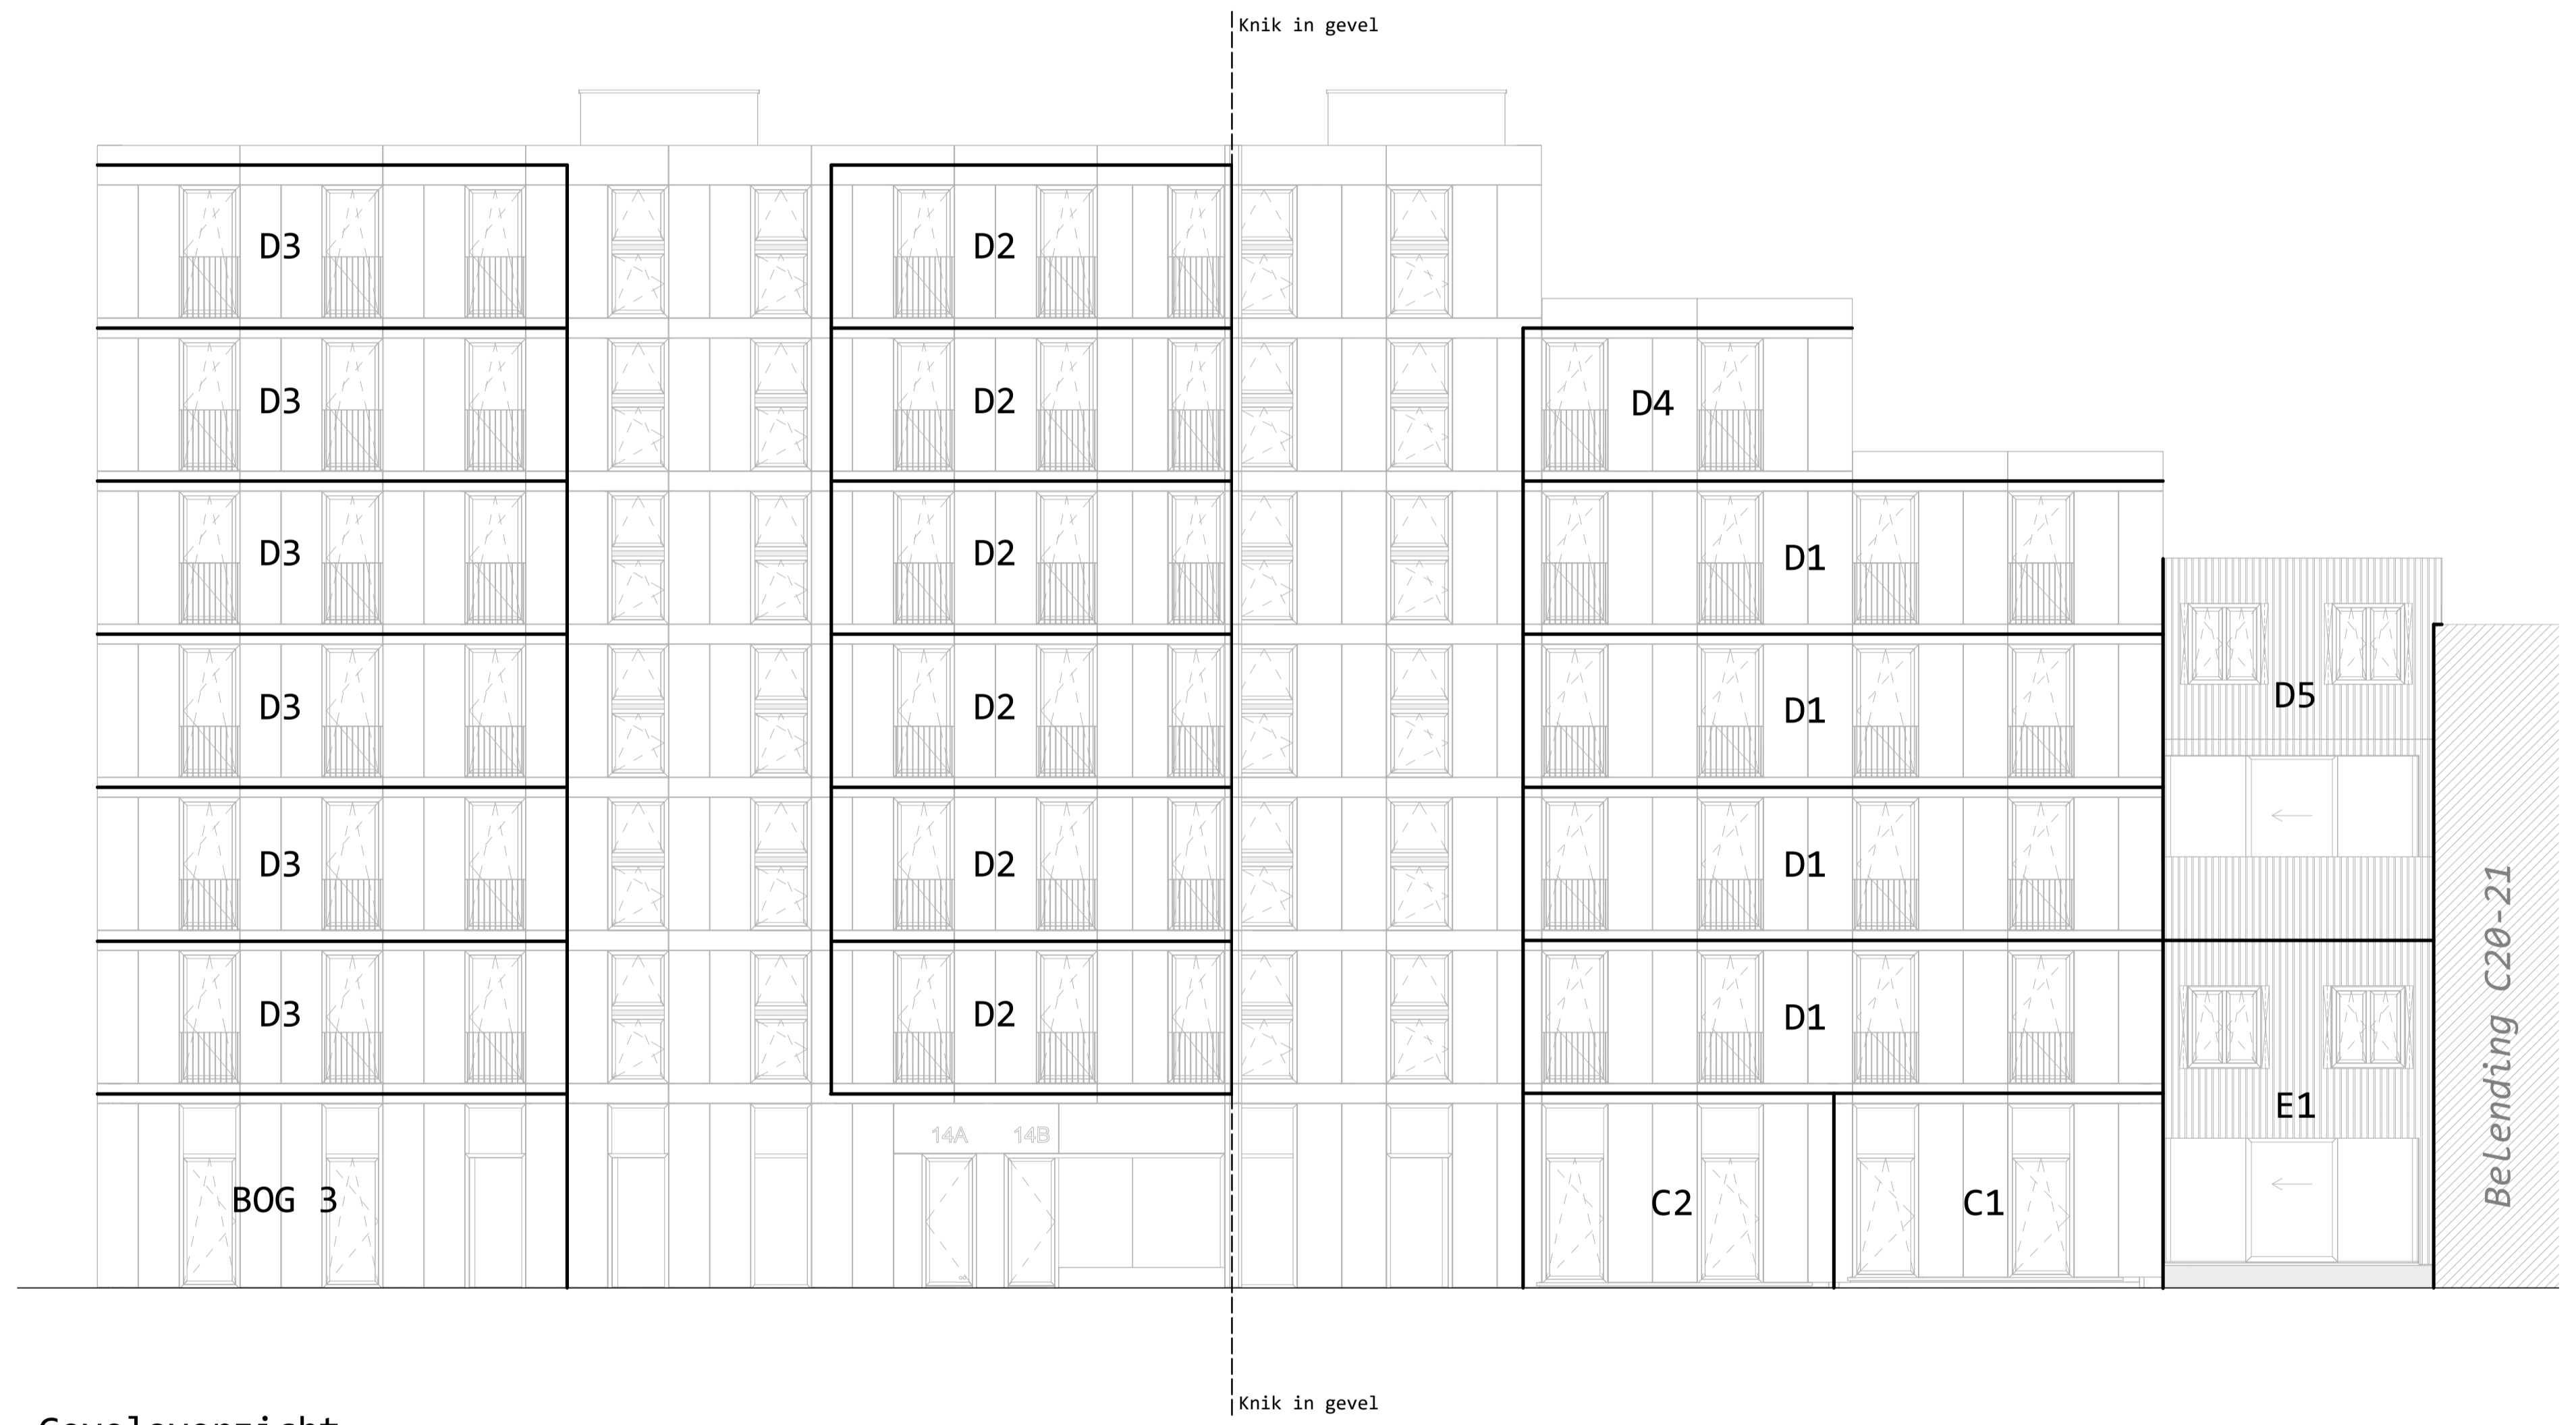 Knik in gevel
D3
D2
D3
D2
D4
D3
D2
D1
D3
D2
D1
D5
D3
D2
D1
D3
D2
D1
E1
14A
14B
BOG 3
C2
C1
Belending C20-21
Knik in gevel
Geveloverzicht